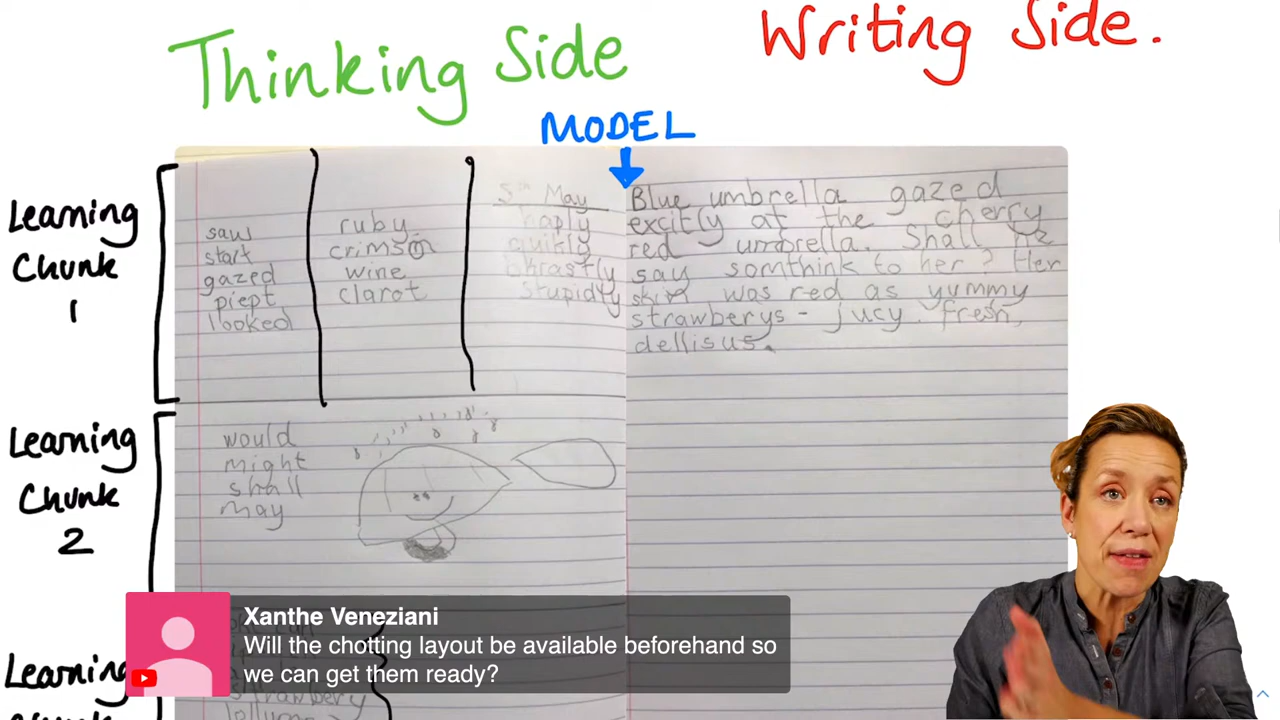 Thinking Side
Writing Side.
MODEL
Learning
Chunk
1
saw
start
gazed
piept
looked
ruby
crimson
wine
clarot
5th May
haply
quikly
stupidly
Blue umbrella gazed
excitly at the cherry
red umbrella. Shall he
say somthink to her? Her
skin was red as yummy
strawberys - jucy. fresh,
dellisus.
Learning
Chunk
2
would
might
shall
may
Learning
strawberry
Xanthe Veneziani
Will the chotting layout be available beforehand so
we can get them ready?